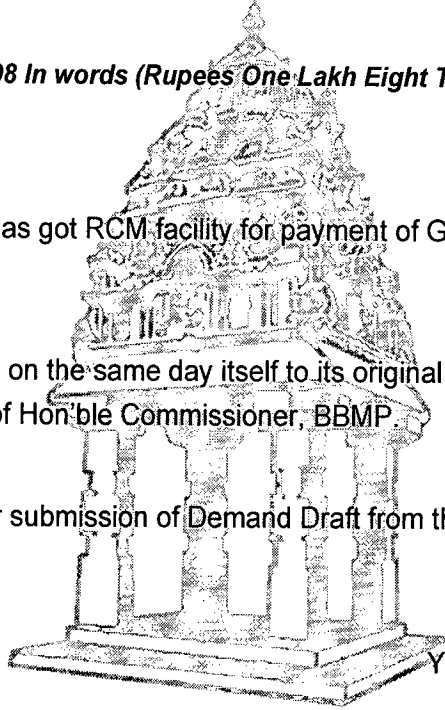 08 In words (Rupees One Lakh Eight T
as got RCM facility for payment of G
on the same day itself to its original
of Hon'ble Commissioner, BBMP.
r submission of Demand Draft from th
Y